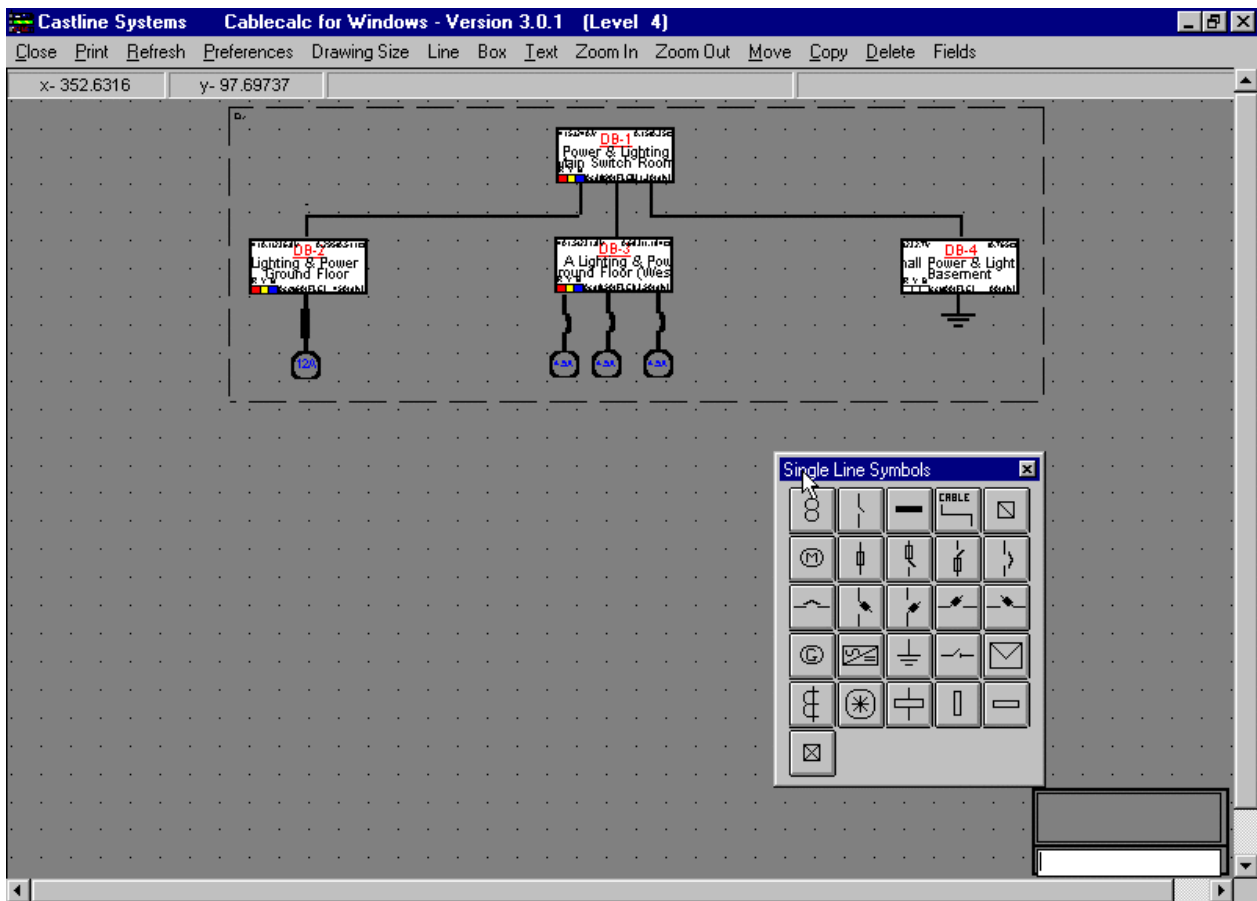 Castline Systems Cablecalc for Windows - Version 3.0.1 (Level 4)
Close Print Refresh Preferences Drawing Size Line Box Text Zoom In Zoom Out Move Copy Delete Fields
x- 352.6316 y- 97.69737
DB-1
Power & Lighting
Switch Room
DB-2
Lighting & Power
Ground Floor
R Y B
DB-3
A Lighting & Pow
round Floor (Wes
R Y B
DB-4
nall Power & Light
Basement
R Y B
12A
Single Line Symbols
CABLE
M
G